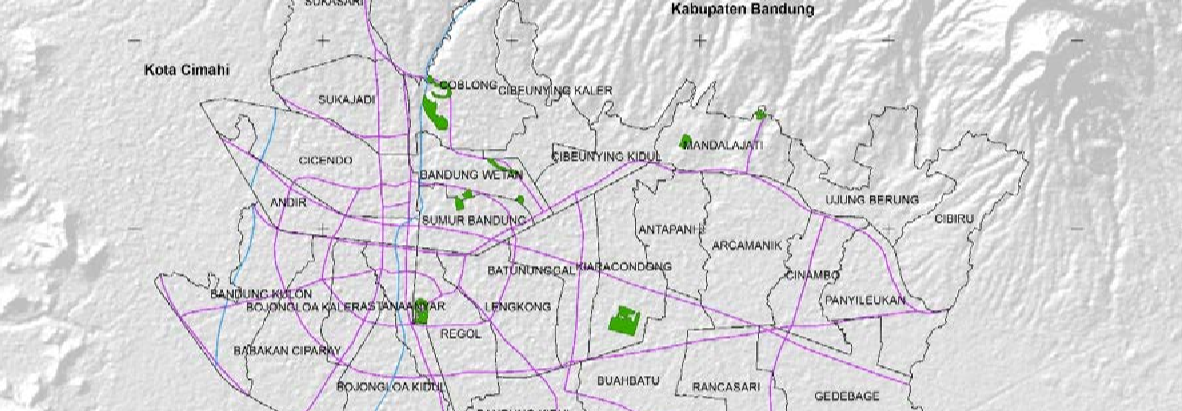 SUKASARI
Kabupaten Bandung
Kota Cimahi
COBLONG
CIBEUNYING KALER
SUKAJADI
MANDALAJATI
CICENDO
CIBEUNYING KIDUL
BANDUNG WETAN
ANDIR
UJUNG BERUNG
SUMUR BANDUNG
CIBIRU
ANTAPANI
ARCAMANIK
BATUNUNGGAL
KIARACONDONG
CINAMBO
BANDUNG KULON
PANYILEUKAN
BOJONGLOA KALER
ASTANAANYAR
LENGKONG
REGOL
BABAKAN CIPARAY
BOJONGLOA KIDUL
BUAHBATU
RANCASARI
GEDEBAGE